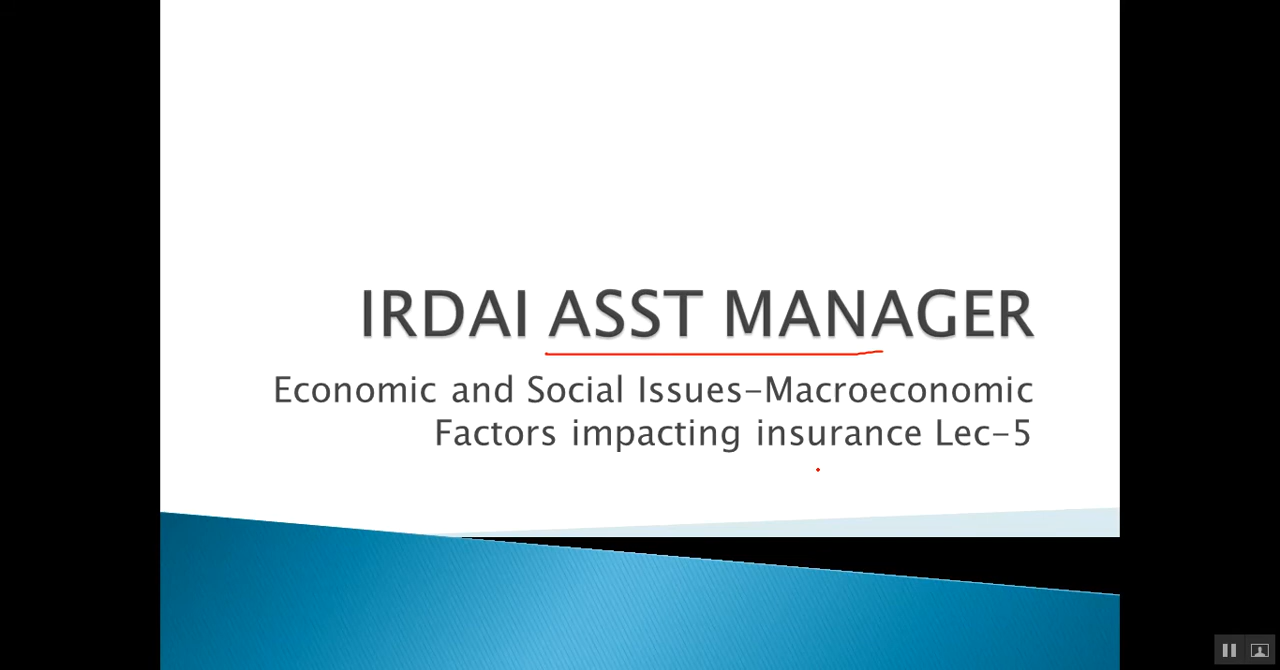 IRDAI ASST MANAGER
Economic and Social Issues-Macroeconomic
Factors impacting insurance Lec-5